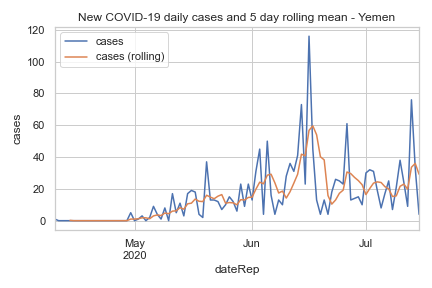 New COVID-19 daily cases and 5 day rolling mean - Yemen
120
cases
cases (rolling)
100
80
60
40
20
0
cases
May
2020
Jun
Jul
dateRep